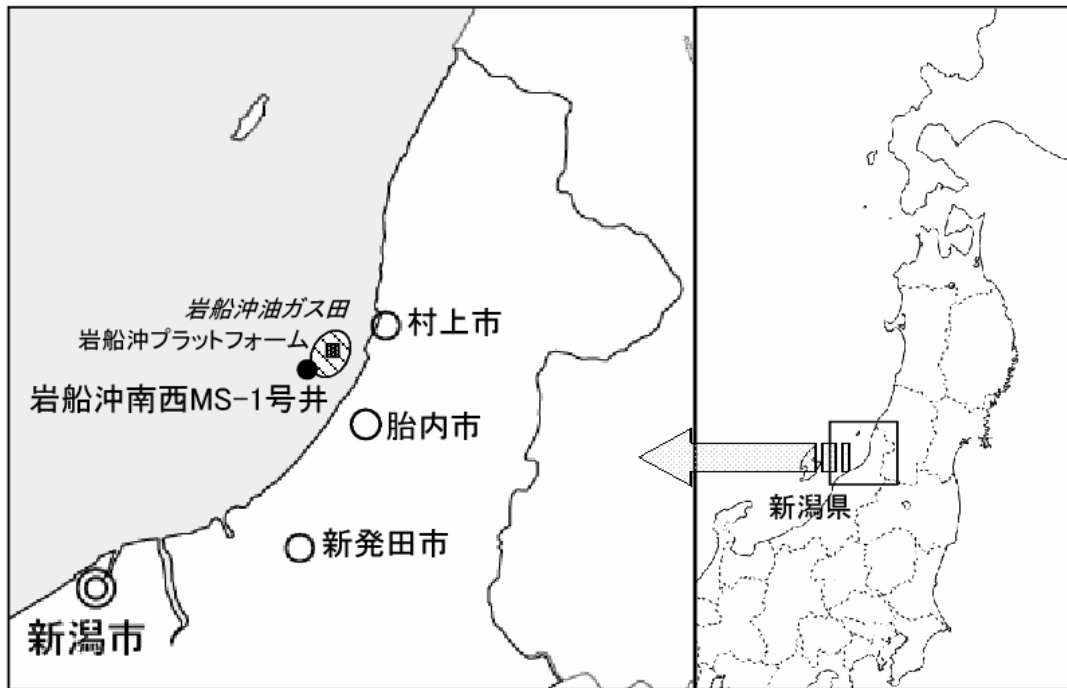 岩船沖油ガス田
岩船沖プラットフォーム
村上市
岩船沖南西MS-1号井
胎内市
新発田市
新潟市
新潟県